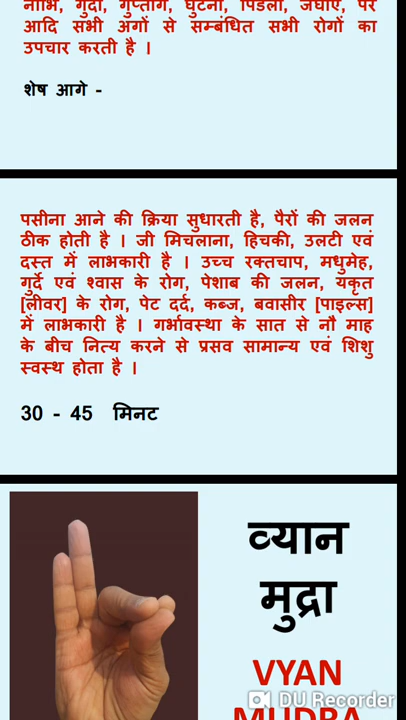 नाभि, गुदा, गुप्तांग, घुटना, पिंडली, जंघाए, पैर
आदि सभी अंगों से सम्बंधित सभी रोगों का
उपचार करती है ।
शेष आगे -
पसीना आने की क्रिया सुधारती है, पैरों की जलन
ठीक होती है । जी मिचलाना, हिचकी, उलटी एवं
दस्त में लाभकारी है । उच्च रक्तचाप, मधुमेह,
गुर्दे एवं श्वास के रोग, पेशाब की जलन, यकृत
[लीवर] के रोग, पेट दर्द, कब्ज, बवासीर [पाइल्स]
में लाभकारी है । गर्भावस्था के सात से नौ माह
के बीच नित्य करने से प्रसव सामान्य एवं शिशु
स्वस्थ होता है ।
30 - 45 मिनट
व्यान
मुद्रा
VYAN
MUDRA
DU Recorder